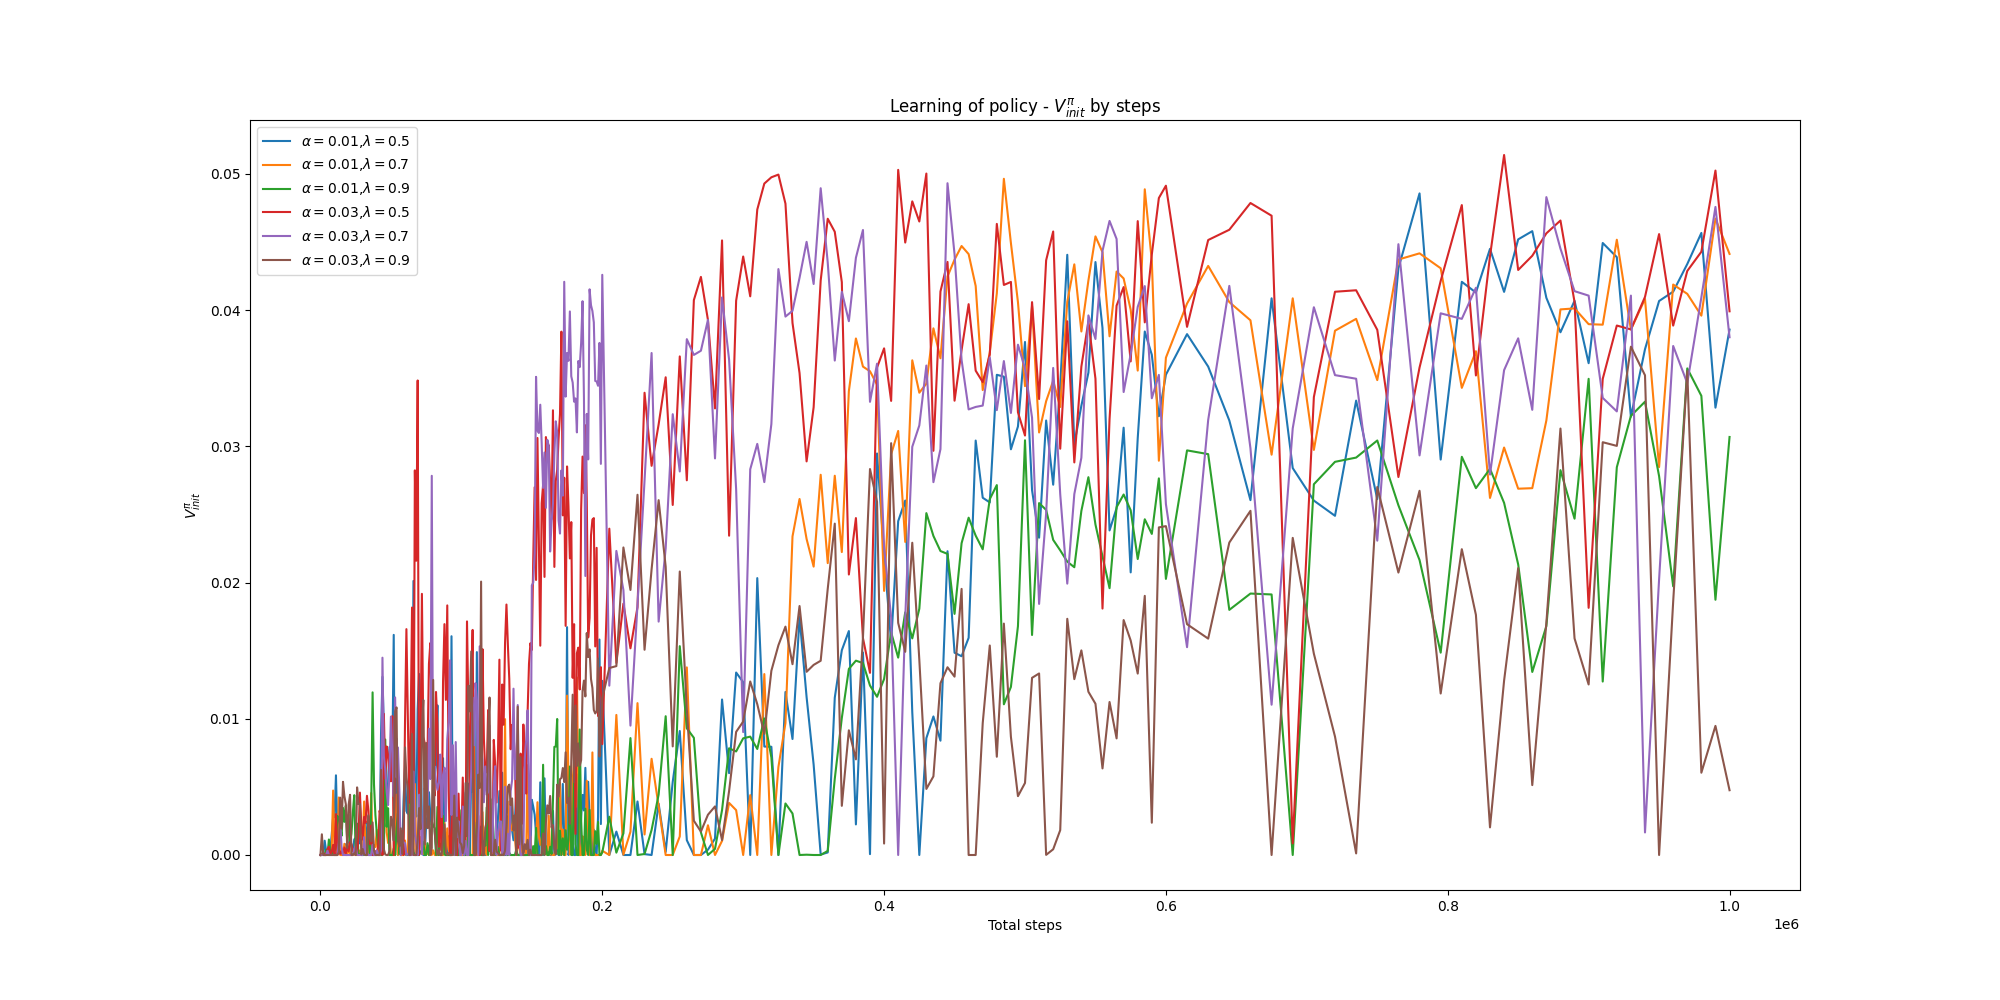 Learning of policy - $V^{\pi}_{init}$ by steps
α = 0.01,λ = 0.5
α = 0.01,λ = 0.7
α = 0.01,λ = 0.9
α = 0.03,λ = 0.5
α = 0.03,λ = 0.7
α = 0.03,λ = 0.9
0.05
0.04
0.03
0.02
0.01
0.00
$V^{\pi}_{init}$
0.0 0.2 0.4 0.6 0.8 1.0
Total steps
1e6